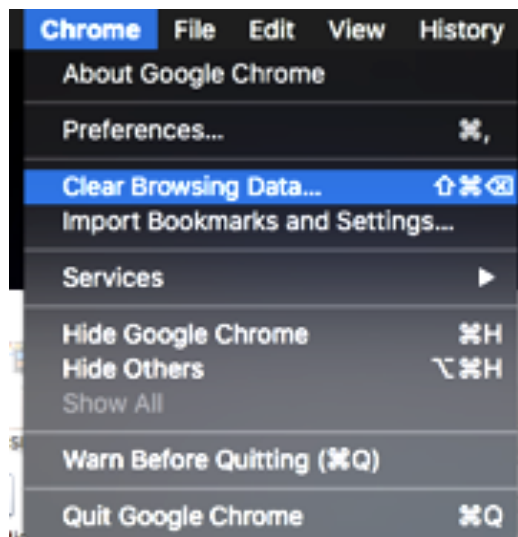 Chrome File Edit View History
About Google Chrome
Preferences... ⌘,
Clear Browsing Data... ⇧⌘⌫
Import Bookmarks and Settings...
Services ▶
Hide Google Chrome ⌘H
Hide Others ⌥⌘H
Show All
Warn Before Quitting (⌘Q)
Quit Google Chrome ⌘Q